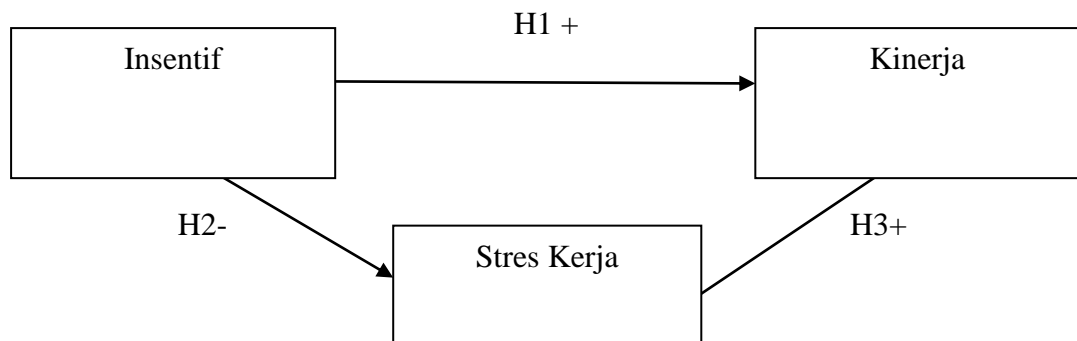 H1 +
Insentif
Kinerja
H2-
H3+
Stres Kerja